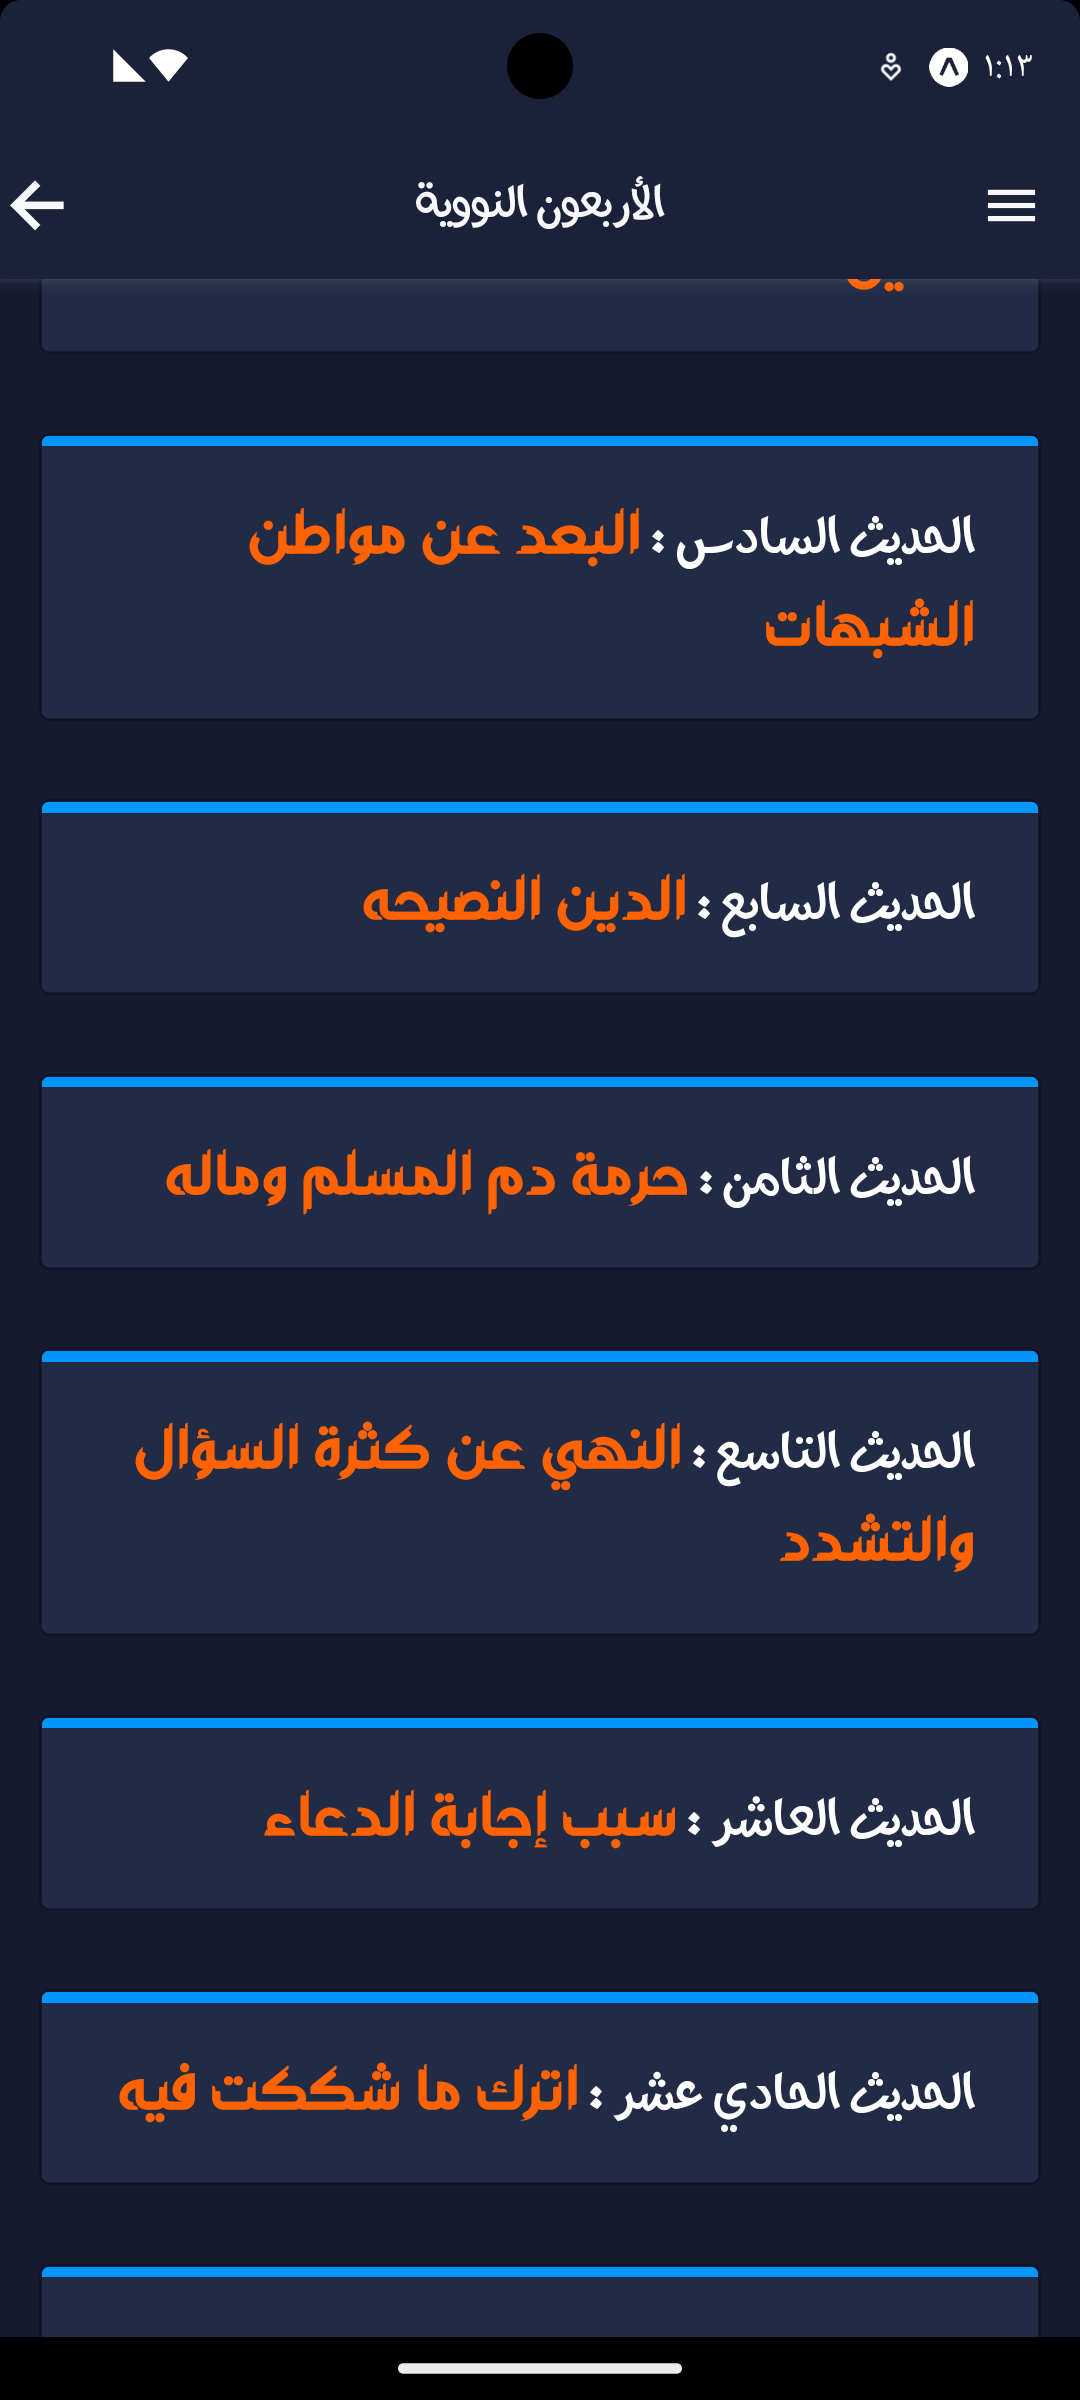 ١:١٣
الأربعون النووية
الحديث السادس : البعد عن مواطن
الشبهات
الحديث السابع : الدين النصيحه
الحديث الثامن : حرمة دم المسلم وماله
الحديث التاسع : النهي عن كثرة السؤال
والتشدد
الحديث العاشر : سبب إجابة الدعاء
الحديث الحادي عشر : اترك ما شككت فيه